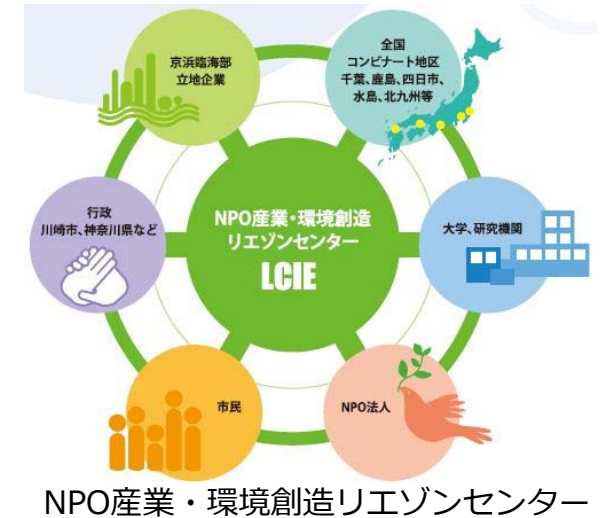 京浜臨海部
立地企業
全国
コンビナート地区
千葉、鹿島、四日市、
水島、北九州等
行政
川崎市、神奈川県など
NPO産業・環境創造
リエゾンセンター
LCIE
大学、研究機関
市民
NPO法人
NPO産業・環境創造リエゾンセンター